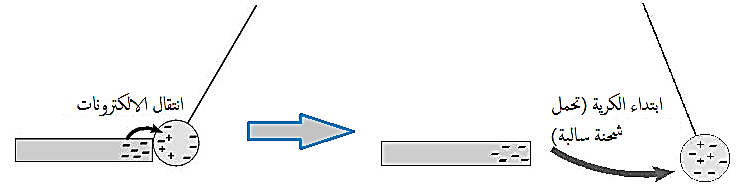 انتقال الالكترونات
ابتداء الكرية (تحمل
شحنة سالبة)